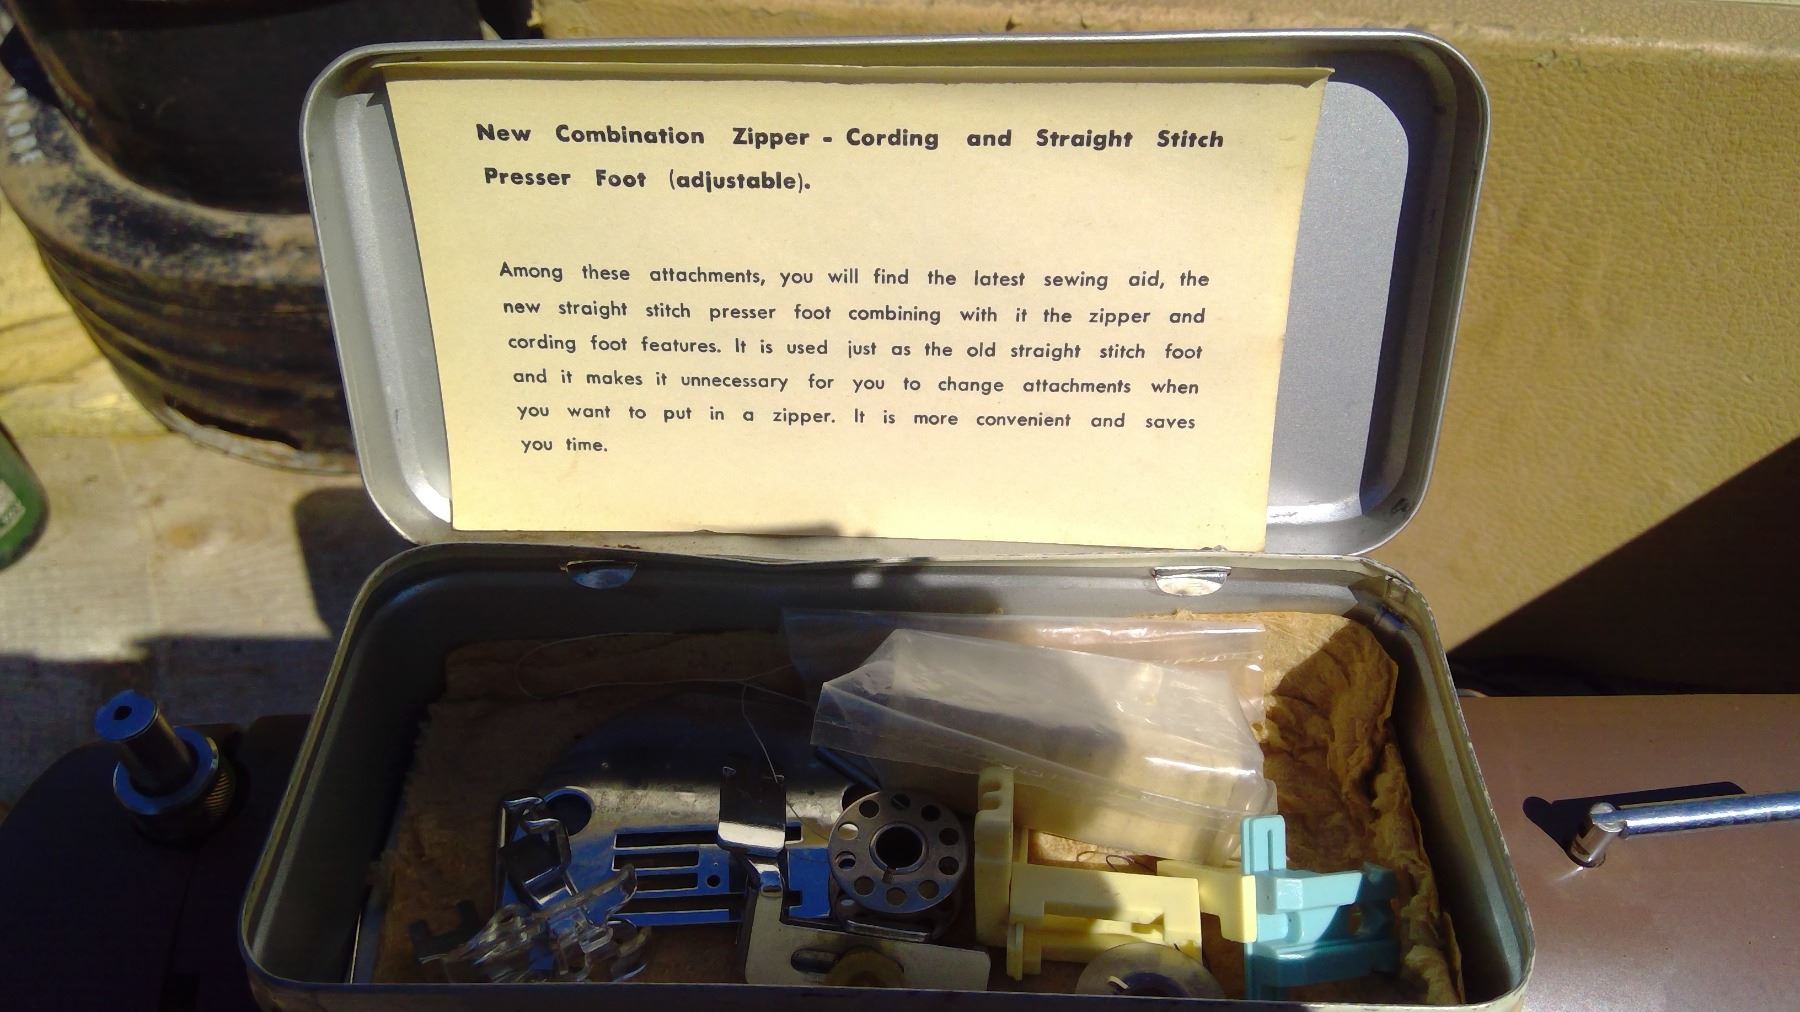 New Combination Zipper - Cording and Straight Stitch
Presser Foot (adjustable).
Among these attachments, you will find the latest sewing aid, the
new straight stitch presser foot combining with it the zipper and
cording foot features. It is used just as the old straight stitch foot
and it makes it unnecessary for you to change attachments when
you want to put in a zipper. It is more convenient and saves
you time.